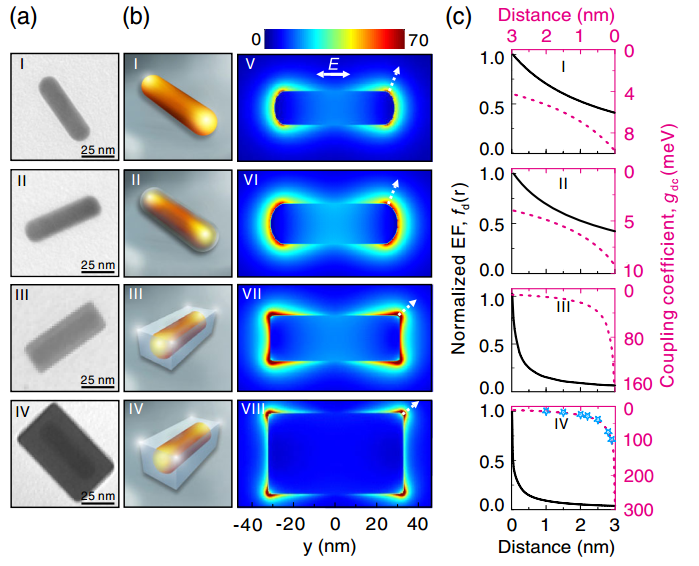 (a)
(b)
(c)
0
70
Distance (nm)
3 2 1 0
I
25 nm
I
V
E
1.0
0.5
0.0
I
0
4
8
II
25 nm
II
VI
1.0
0.5
0.0
II
0
5
10
III
25 nm
III
VII
1.0
0.5
0.0
III
0
80
160
IV
25 nm
IV
VIII
1.0
0.5
0.0
IV
0
100
200
300
Normalized EF, fd(r)
Coupling coefficient, gdc (meV)
-40 -20 0 20 40
y (nm)
0 1 2 3
Distance (nm)